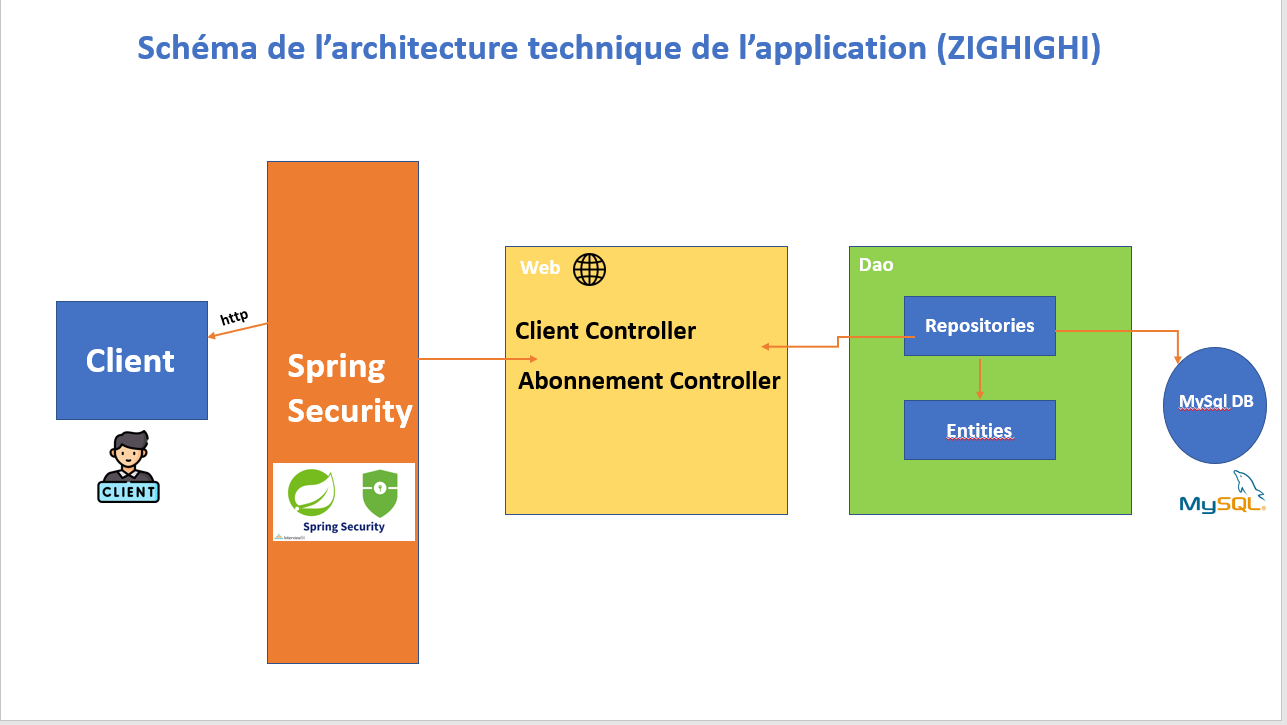 Schéma de l’architecture technique de l’application (ZIGHIGHI)
Client
CLIENT
http
Spring
Security
Spring Security
Web
Client Controller
Abonnement Controller
Dao
Repositories
Entities
MySql DB
MySQL®